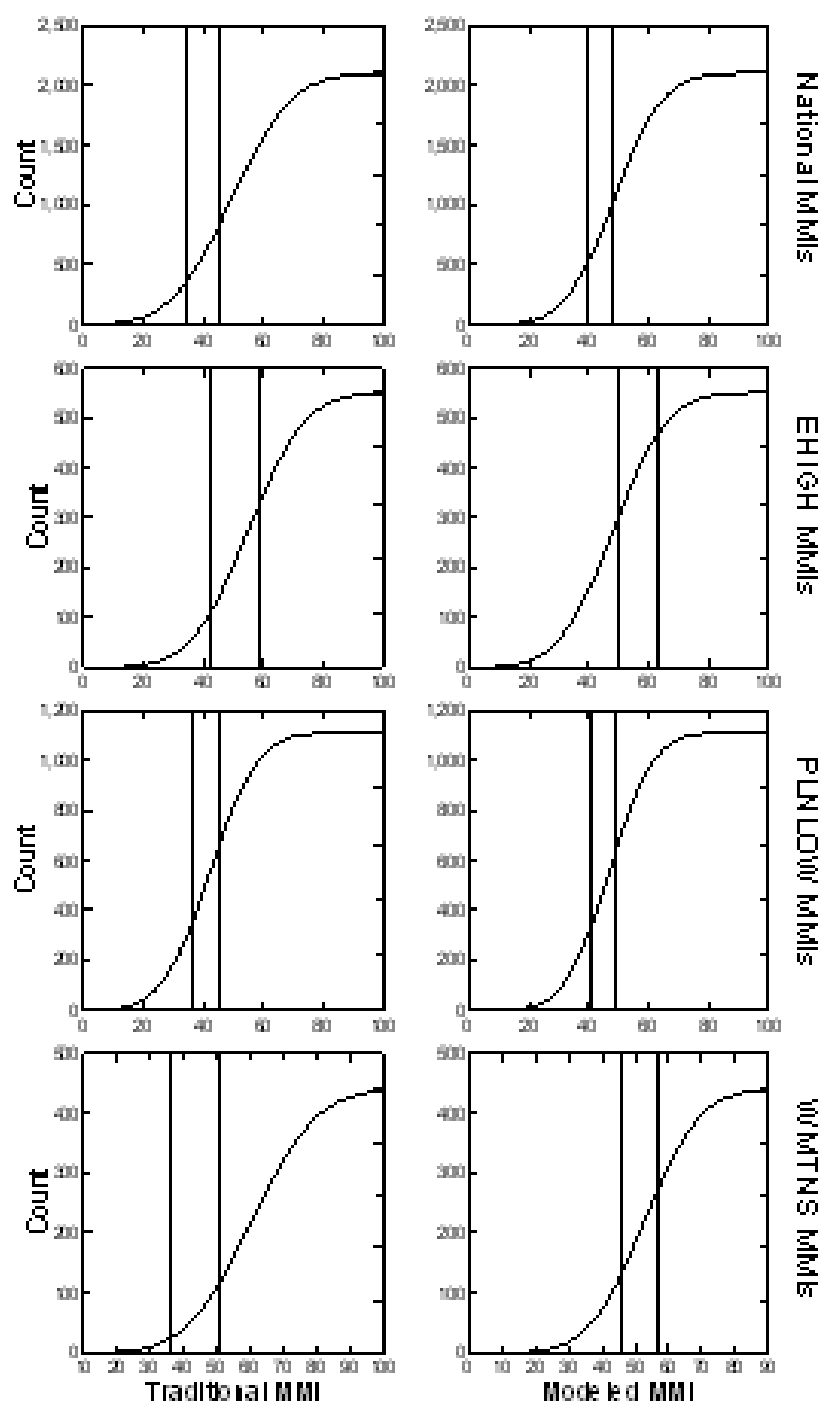 2,500
2,000
1,500
1,000
500
0
0 20 40 60 80 100
Count
2,500
2,000
1,500
1,000
500
0
0 20 40 60 80 100
National MMIs
600
500
400
300
200
100
0
0 20 40 60 80 100
Count
600
500
400
300
200
100
0
0 20 40 60 80 100
EHIGH MMIs
1,200
1,000
800
600
400
200
0
0 20 40 60 80 100
Count
1,200
1,000
800
600
400
200
0
0 20 40 60 80 100
PLNLOW MMIs
500
400
300
200
100
0
10 20 30 40 50 60 70 80 90 100
Count
Traditional MMI
500
400
300
200
100
0
0 10 20 30 40 50 60 70 80 90
Modeled MMI
WMTNS MMIs